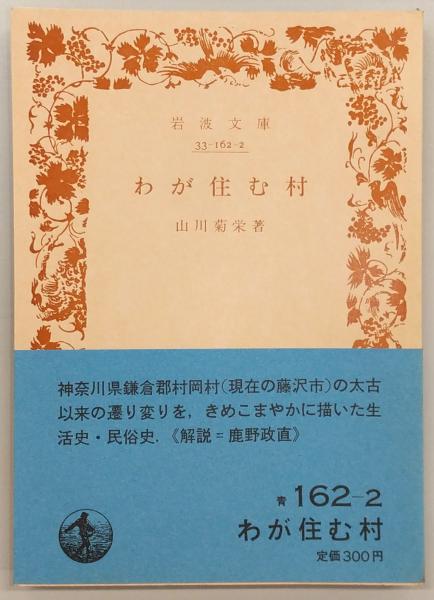 岩波文庫
33-162-2
わが住む村
山川菊栄著
神奈川県鎌倉郡村岡村(現在の藤沢市)の太古
以来の遷り変りを，きめこまやかに描いた生
活史・民俗史．《解説＝鹿野政直》
青 162-2
わが住む村
定価300円